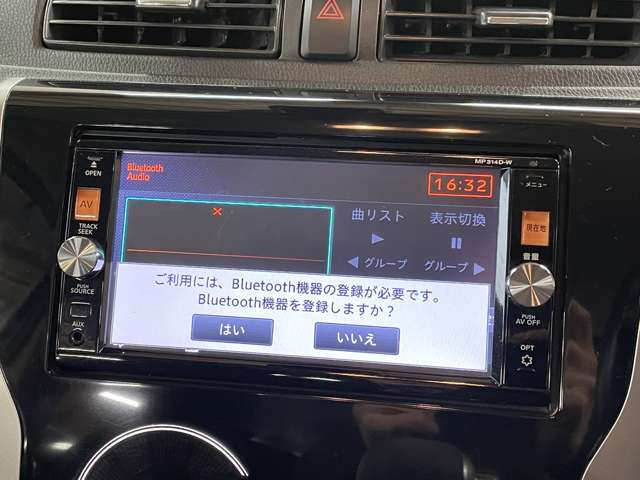 MP314D-W
OPEN
AV
TRACK
SEEK
PUSH
SOURCE
AUX
Bluetooth
Audio
16:32
曲リスト
表示切換
グループ
グループ
ご利用には、Bluetooth機器の登録が必要です。
Bluetooth機器を登録しますか？
はい
いいえ
メニュー
現在地
音量
PUSH
AV OFF
OPT